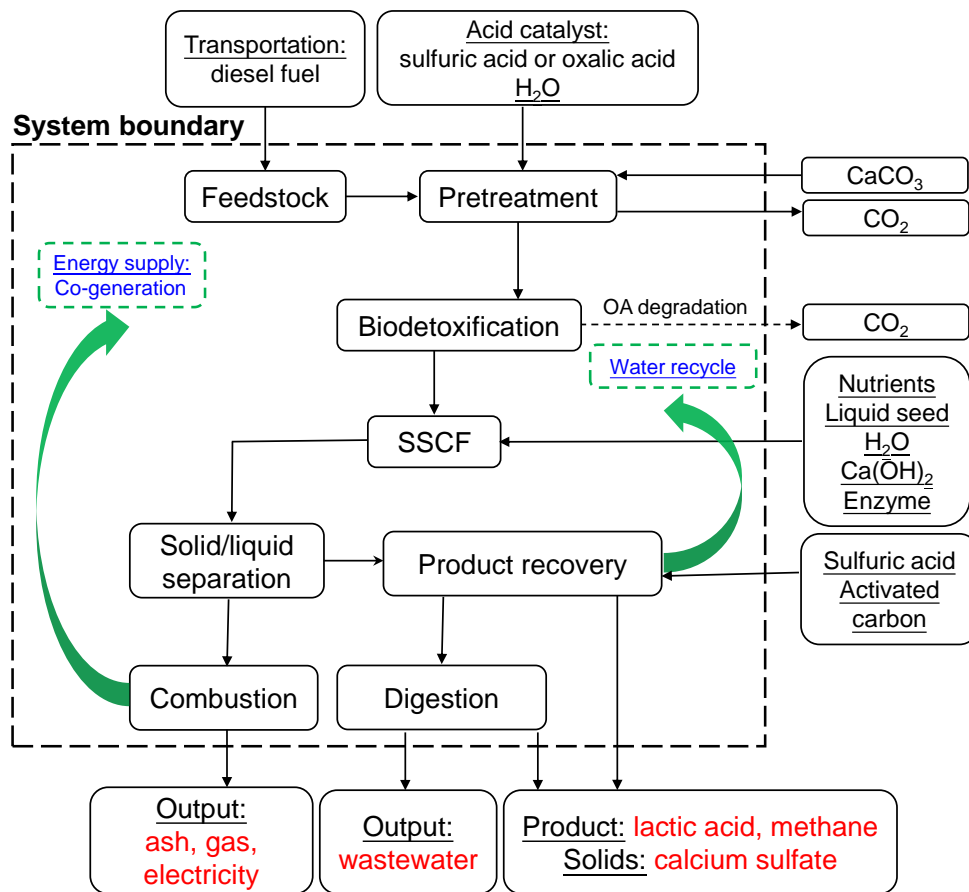 Transportation:
diesel fuel
Acid catalyst:
sulfuric acid or oxalic acid
H₂O
System boundary
Feedstock
Pretreatment
CaCO₃
CO₂
Energy supply:
Co-generation
Biodetoxification
OA degradation
CO₂
Water recycle
Nutrients
Liquid seed
H₂O
Ca(OH)₂
Enzyme
SSCF
Solid/liquid
separation
Product recovery
Sulfuric acid
Activated
carbon
Combustion
Digestion
Output:
ash, gas,
electricity
Output:
wastewater
Product: lactic acid, methane
Solids: calcium sulfate